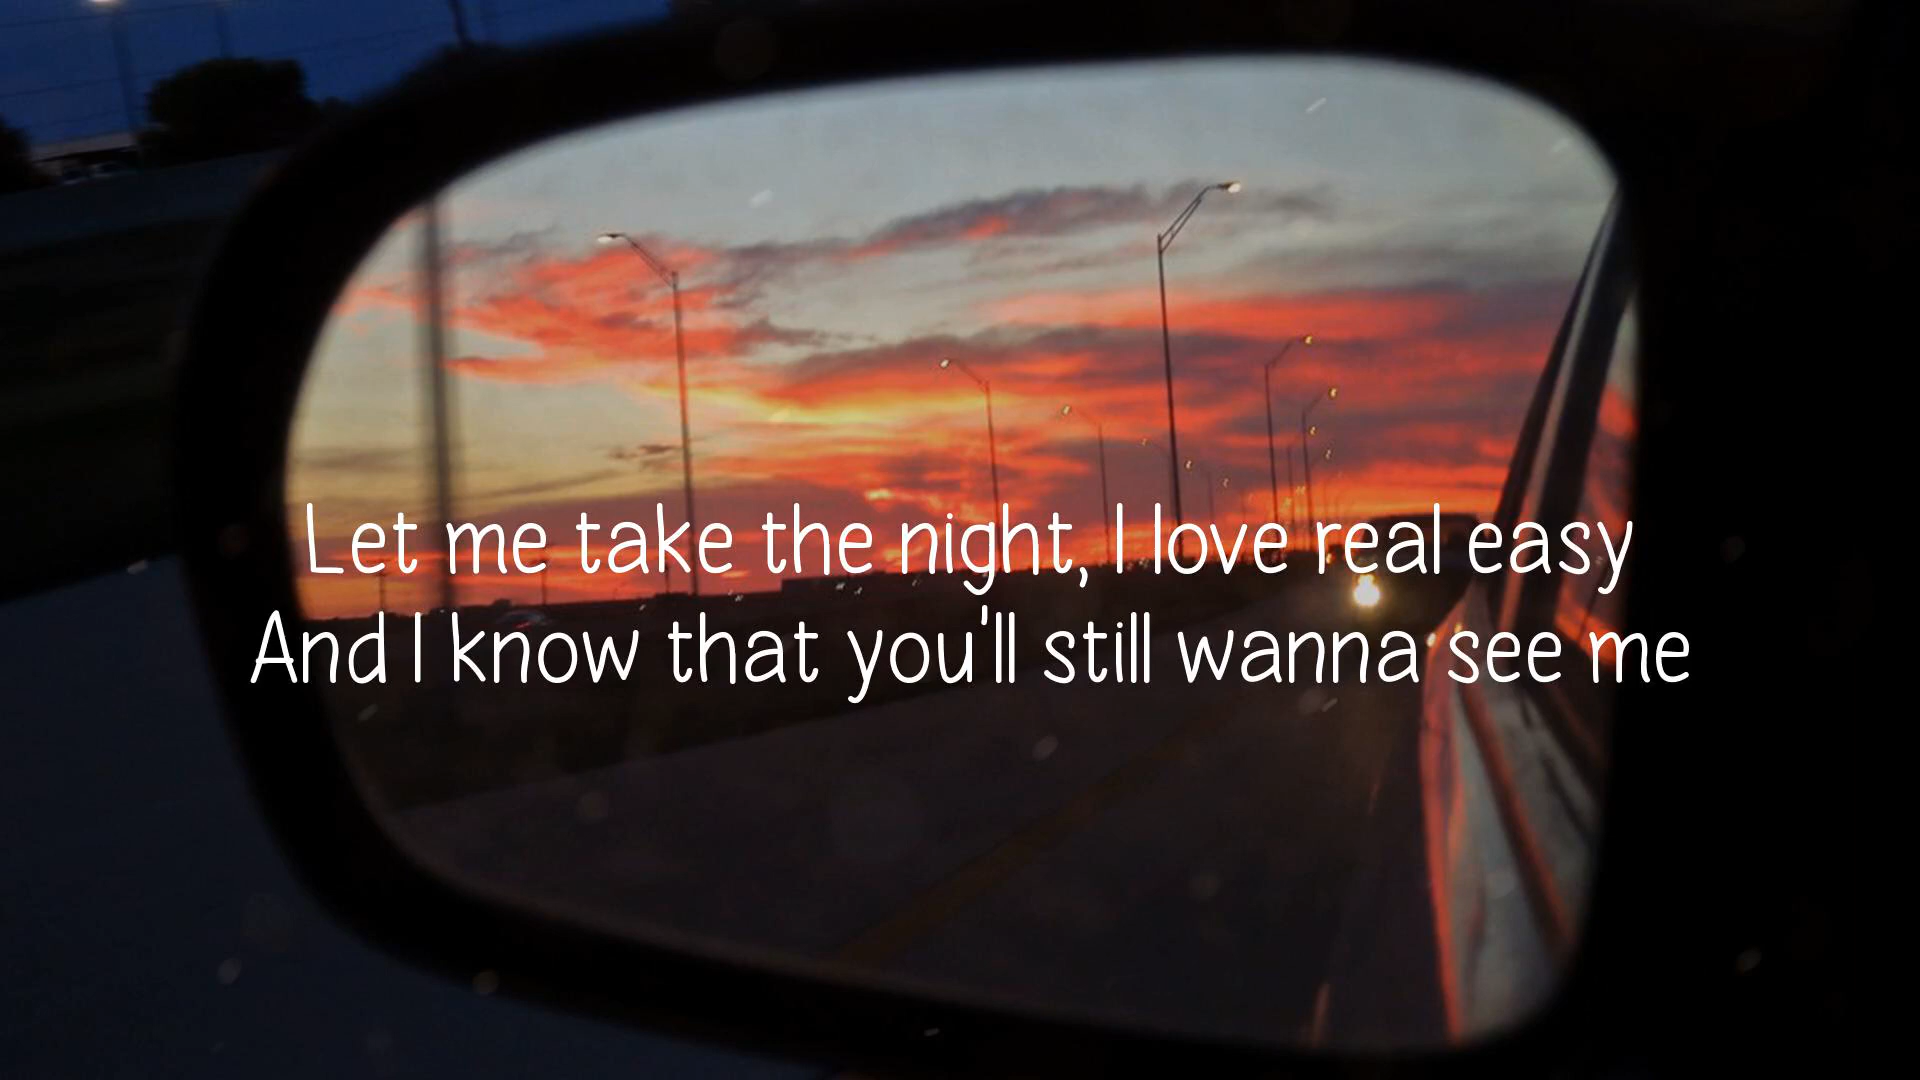 Let me take the night, I love real easy
And I know that you'll still wanna see me